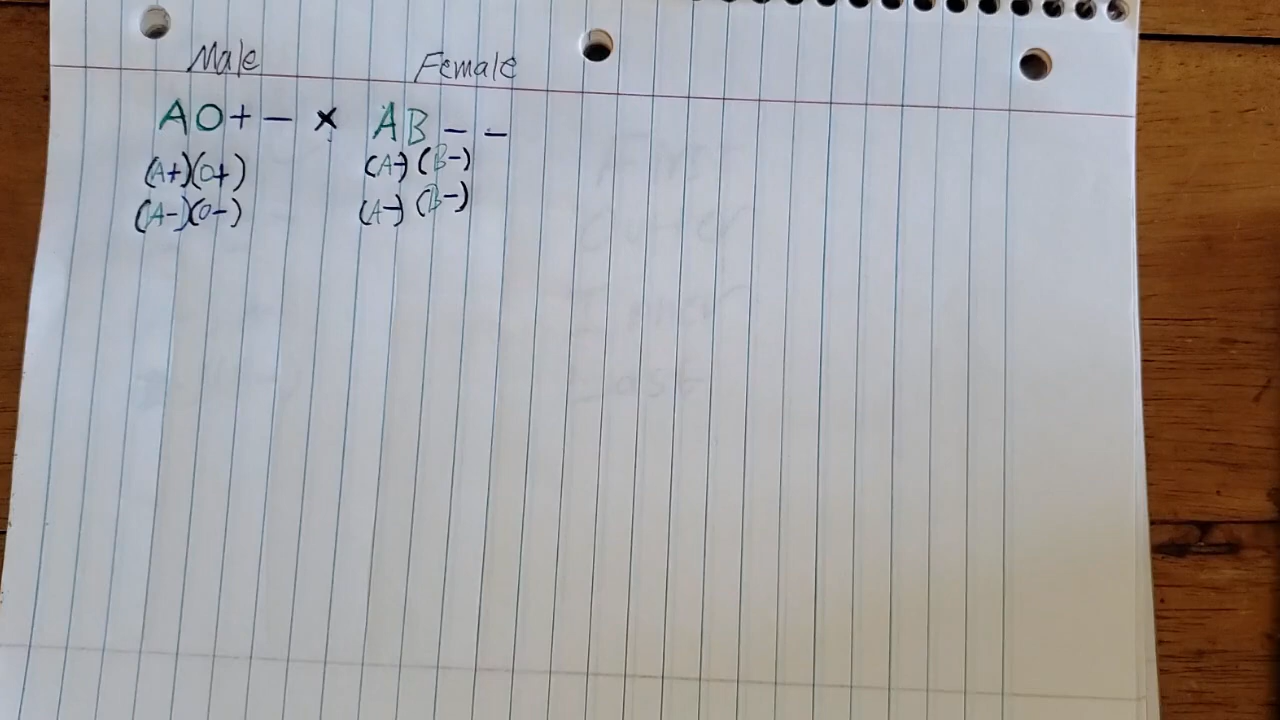 Male Female
AO+- × AB--
(A+)(O+) (A-)(B-)
(A-)(O-) (A-)(B-)